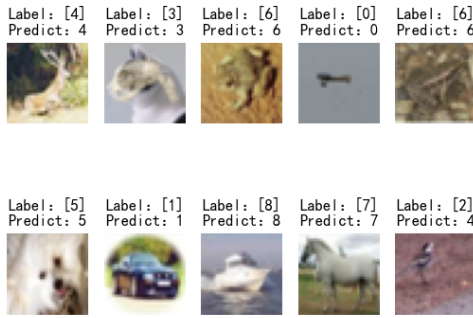 Label: [4] Label: [3] Label: [6] Label: [0] Label: [6]
Predict: 4 Predict: 3 Predict: 6 Predict: 0 Predict: 6
Label: [5] Label: [1] Label: [8] Label: [7] Label: [2]
Predict: 5 Predict: 1 Predict: 8 Predict: 7 Predict: 4